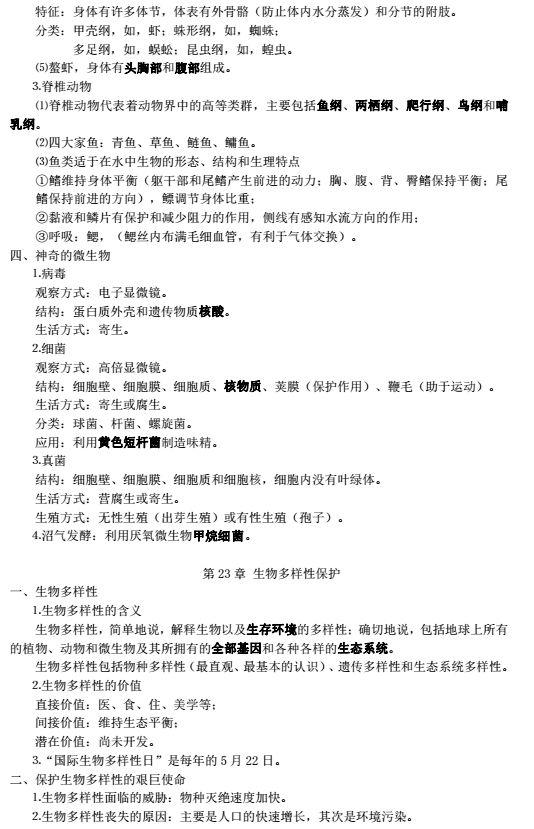 特征：身体有许多体节，体表有外骨骼（防止体内水分蒸发）和分节的附肢。
分类：甲壳纲，如，虾；蛛形纲，如，蜘蛛；
多足纲，如，蜈蚣；昆虫纲，如，蝗虫。
⑸螯虾，身体有头胸部和腹部组成。
⒊脊椎动物
⑴脊椎动物代表着动物界中的高等类群，主要包括鱼纲、两栖纲、爬行纲、鸟纲和哺
乳纲。
⑵四大家鱼：青鱼、草鱼、鲢鱼、鳙鱼。
⑶鱼类适于在水中生物的形态、结构和生理特点
①鳍维持身体平衡（躯干部和尾鳍产生前进的动力；胸、腹、背、臀鳍保持平衡；尾
鳍保持前进的方向），鳔调节身体比重；
②黏液和鳞片有保护和减少阻力的作用，侧线有感知水流方向的作用；
③呼吸：鳃，（鳃丝内布满毛细血管，有利于气体交换）。
四、神奇的微生物
⒈病毒
观察方式：电子显微镜。
结构：蛋白质外壳和遗传物质核酸。
生活方式：寄生。
⒉细菌
观察方式：高倍显微镜。
结构：细胞壁、细胞膜、细胞质、核物质、荚膜（保护作用）、鞭毛（助于运动）。
生活方式：寄生或腐生。
分类：球菌、杆菌、螺旋菌。
应用：利用黄色短杆菌制造味精。
⒊真菌
结构：细胞壁、细胞膜、细胞质和细胞核，细胞内没有叶绿体。
生活方式：营腐生或寄生。
生殖方式：无性生殖（出芽生殖）或有性生殖（孢子）。
⒋沼气发酵：利用厌氧微生物甲烷细菌。
第 23 章 生物多样性保护
一、生物多样性
⒈生物多样性的含义
生物多样性，简单地说，解释生物以及生存环境的多样性；确切地说，包括地球上所有
的植物、动物和微生物及其所拥有的全部基因和各种各样的生态系统。
生物多样性包括物种多样性（最直观、最基本的认识）、遗传多样性和生态系统多样性。
⒉生物多样性的价值
直接价值：医、食、住、美学等；
间接价值：维持生态平衡；
潜在价值：尚未开发。
⒊“国际生物多样性日”是每年的 5 月 22 日。
二、保护生物多样性的艰巨使命
⒈生物多样性面临的威胁：物种灭绝速度加快。
⒉生物多样性丧失的原因：主要是人口的快速增长，其次是环境污染。